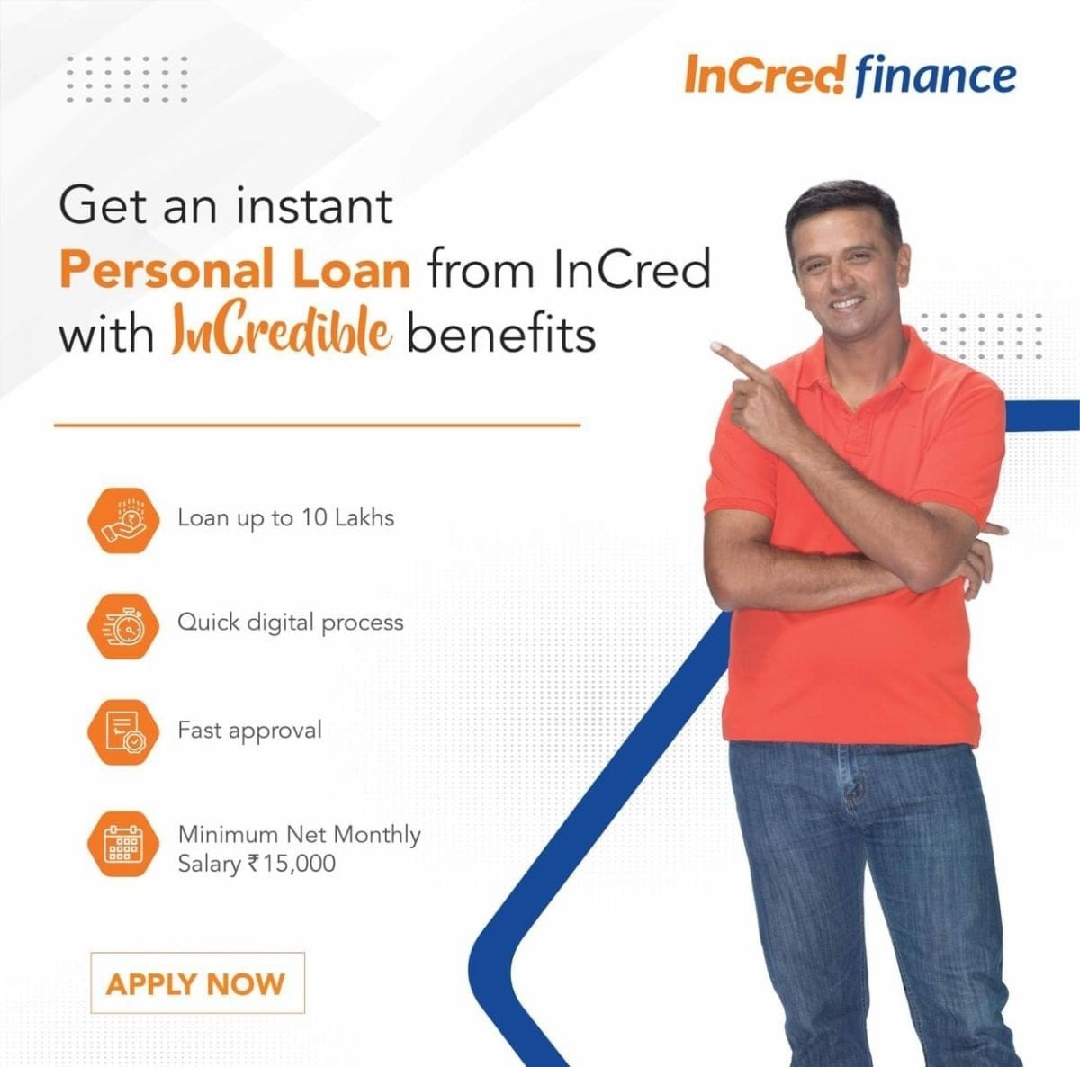 InCred finance
Get an instant
Personal Loan from InCred
with InCredible benefits
Loan up to 10 Lakhs
Quick digital process
Fast approval
Minimum Net Monthly
Salary ₹ 15,000
APPLY NOW